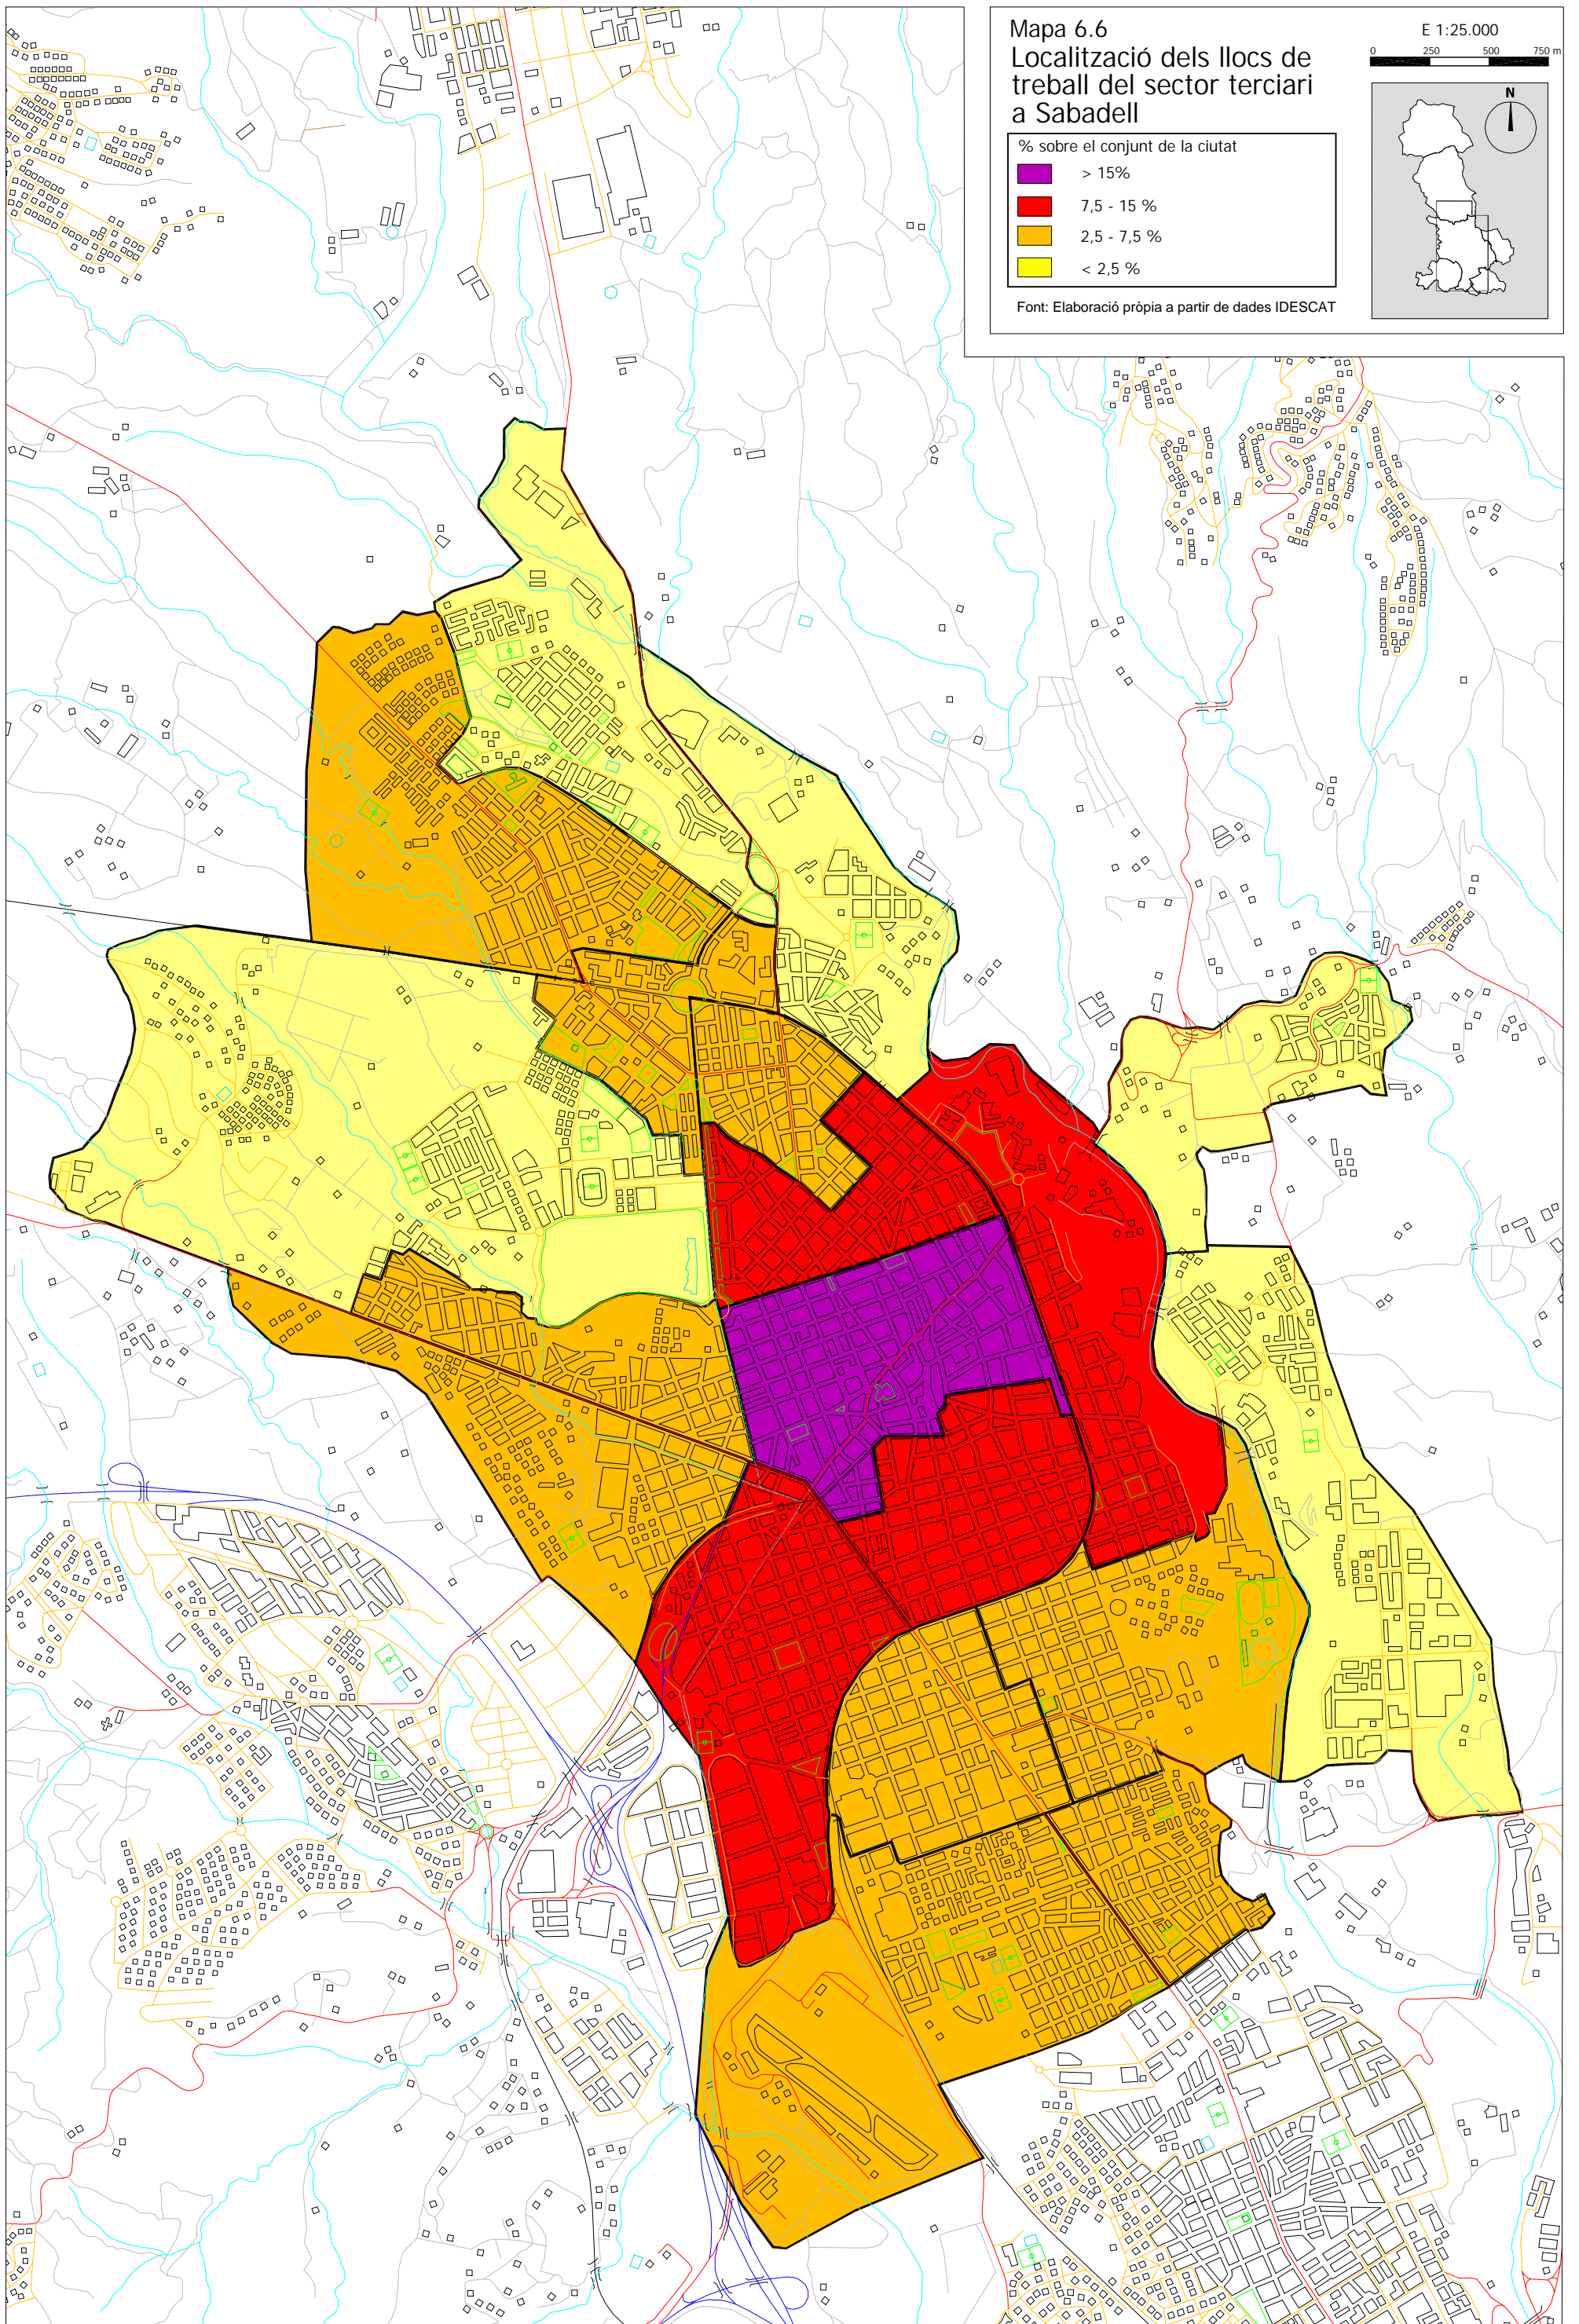 Mapa 6.6
Localització dels llocs de
treball del sector terciari
a Sabadell
% sobre el conjunt de la ciutat
> 15%
7,5 - 15 %
2,5 - 7,5 %
< 2,5 %
Font: Elaboració pròpia a partir de dades IDESCAT
E 1:25.000
0 250 500 750 m
N